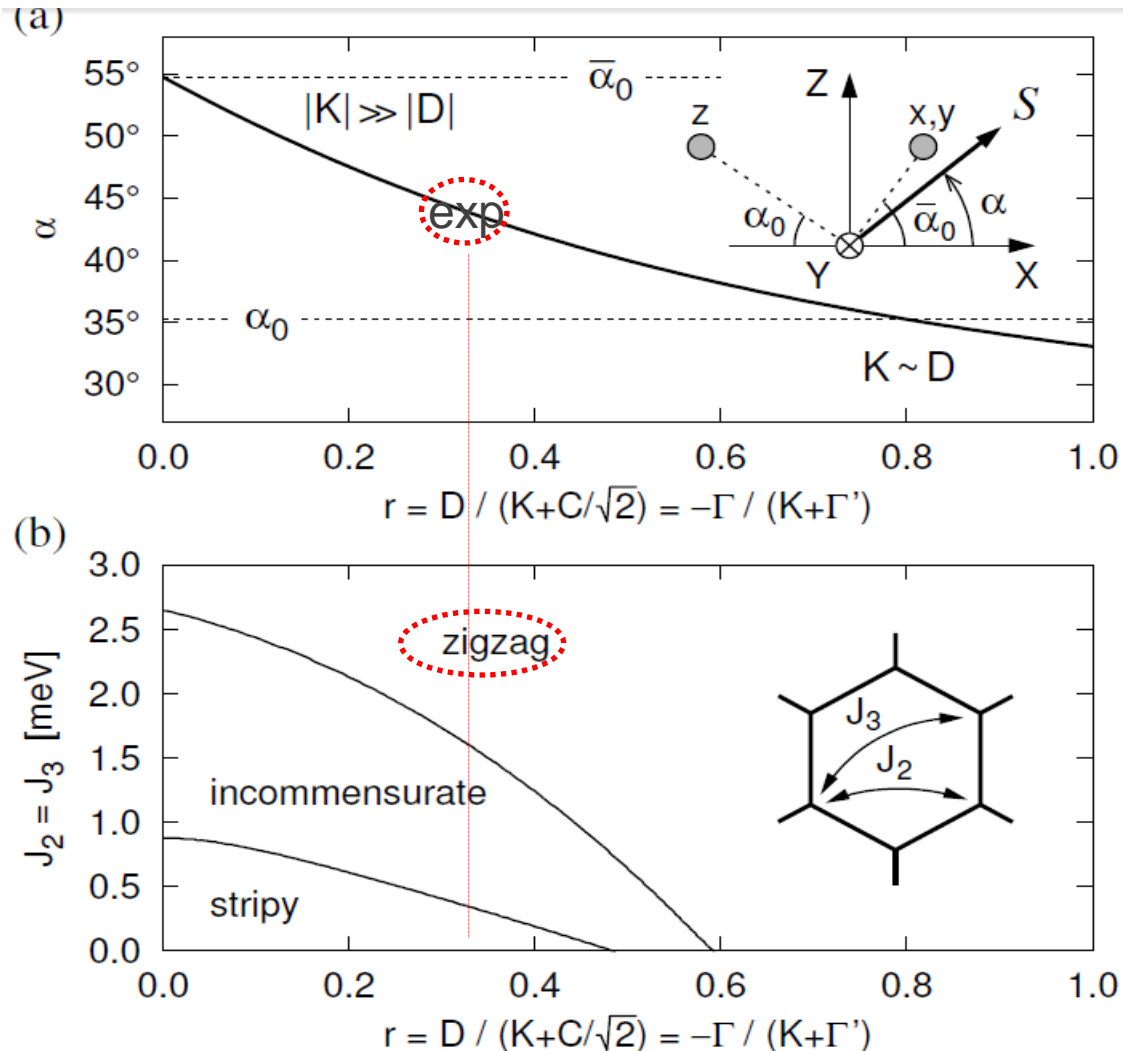 (a)
55°
50°
45°
40°
35°
30°
α
ᾱ₀
|K| ≫ |D|
exp
α₀
K ~ D
Z
z
x,y
S
α₀
ᾱ₀
α
Y
X
0.0 0.2 0.4 0.6 0.8 1.0
r = D / (K+C/√2) = −Γ / (K+Γ')
(b)
3.0
2.5
2.0
1.5
1.0
0.5
0.0
J₂ = J₃ [meV]
zigzag
incommensurate
stripy
J₃
J₂
0.0 0.2 0.4 0.6 0.8 1.0
r = D / (K+C/√2) = −Γ / (K+Γ')